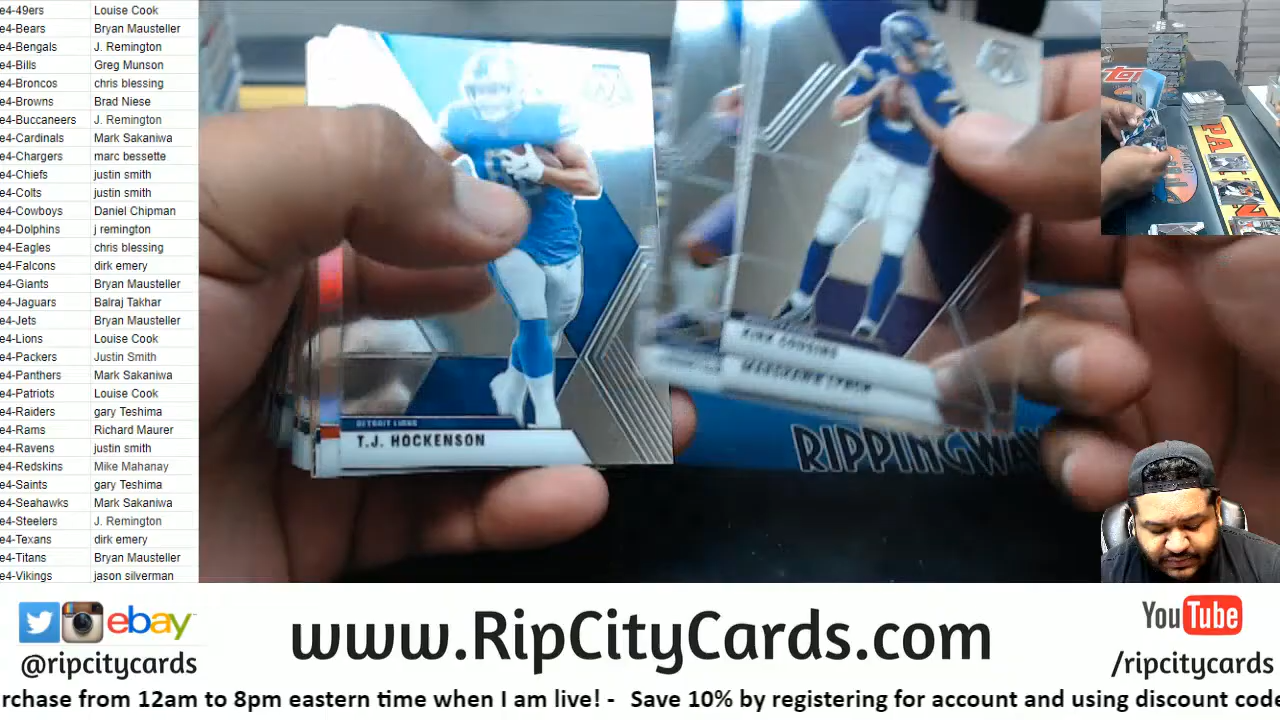 e4-49ers Louise Cook
e4-Bears Bryan Mausteller
e4-Bengals J. Remington
e4-Bills Greg Munson
e4-Broncos chris blessing
e4-Browns Brad Niese
e4-Buccaneers J. Remington
e4-Cardinals Mark Sakaniwa
e4-Chargers marc bessette
e4-Chiefs justin smith
e4-Colts justin smith
e4-Cowboys Daniel Chipman
e4-Dolphins j remington
e4-Eagles chris blessing
e4-Falcons dirk emery
e4-Giants Bryan Mausteller
e4-Jaguars Balraj Takhar
e4-Jets Bryan Mausteller
e4-Lions Louise Cook
e4-Packers Justin Smith
e4-Panthers Mark Sakaniwa
e4-Patriots Louise Cook
e4-Raiders gary Teshima
e4-Rams Richard Maurer
e4-Ravens justin smith
e4-Redskins Mike Mahanay
e4-Saints gary Teshima
e4-Seahawks Mark Sakaniwa
e4-Steelers J. Remington
e4-Texans dirk emery
e4-Titans Bryan Mausteller
e4-Vikings jason silverman
DETROIT LIONS
T.J. HOCKENSON
KIRK COUSINS
MARSHAWN LYNCH
RIPPINGWA
ebay
@ripcitycards
www.RipCityCards.com
YouTube
/ripcitycards
rchase from 12am to 8pm eastern time when I am live! - Save 10% by registering for account and using discount code